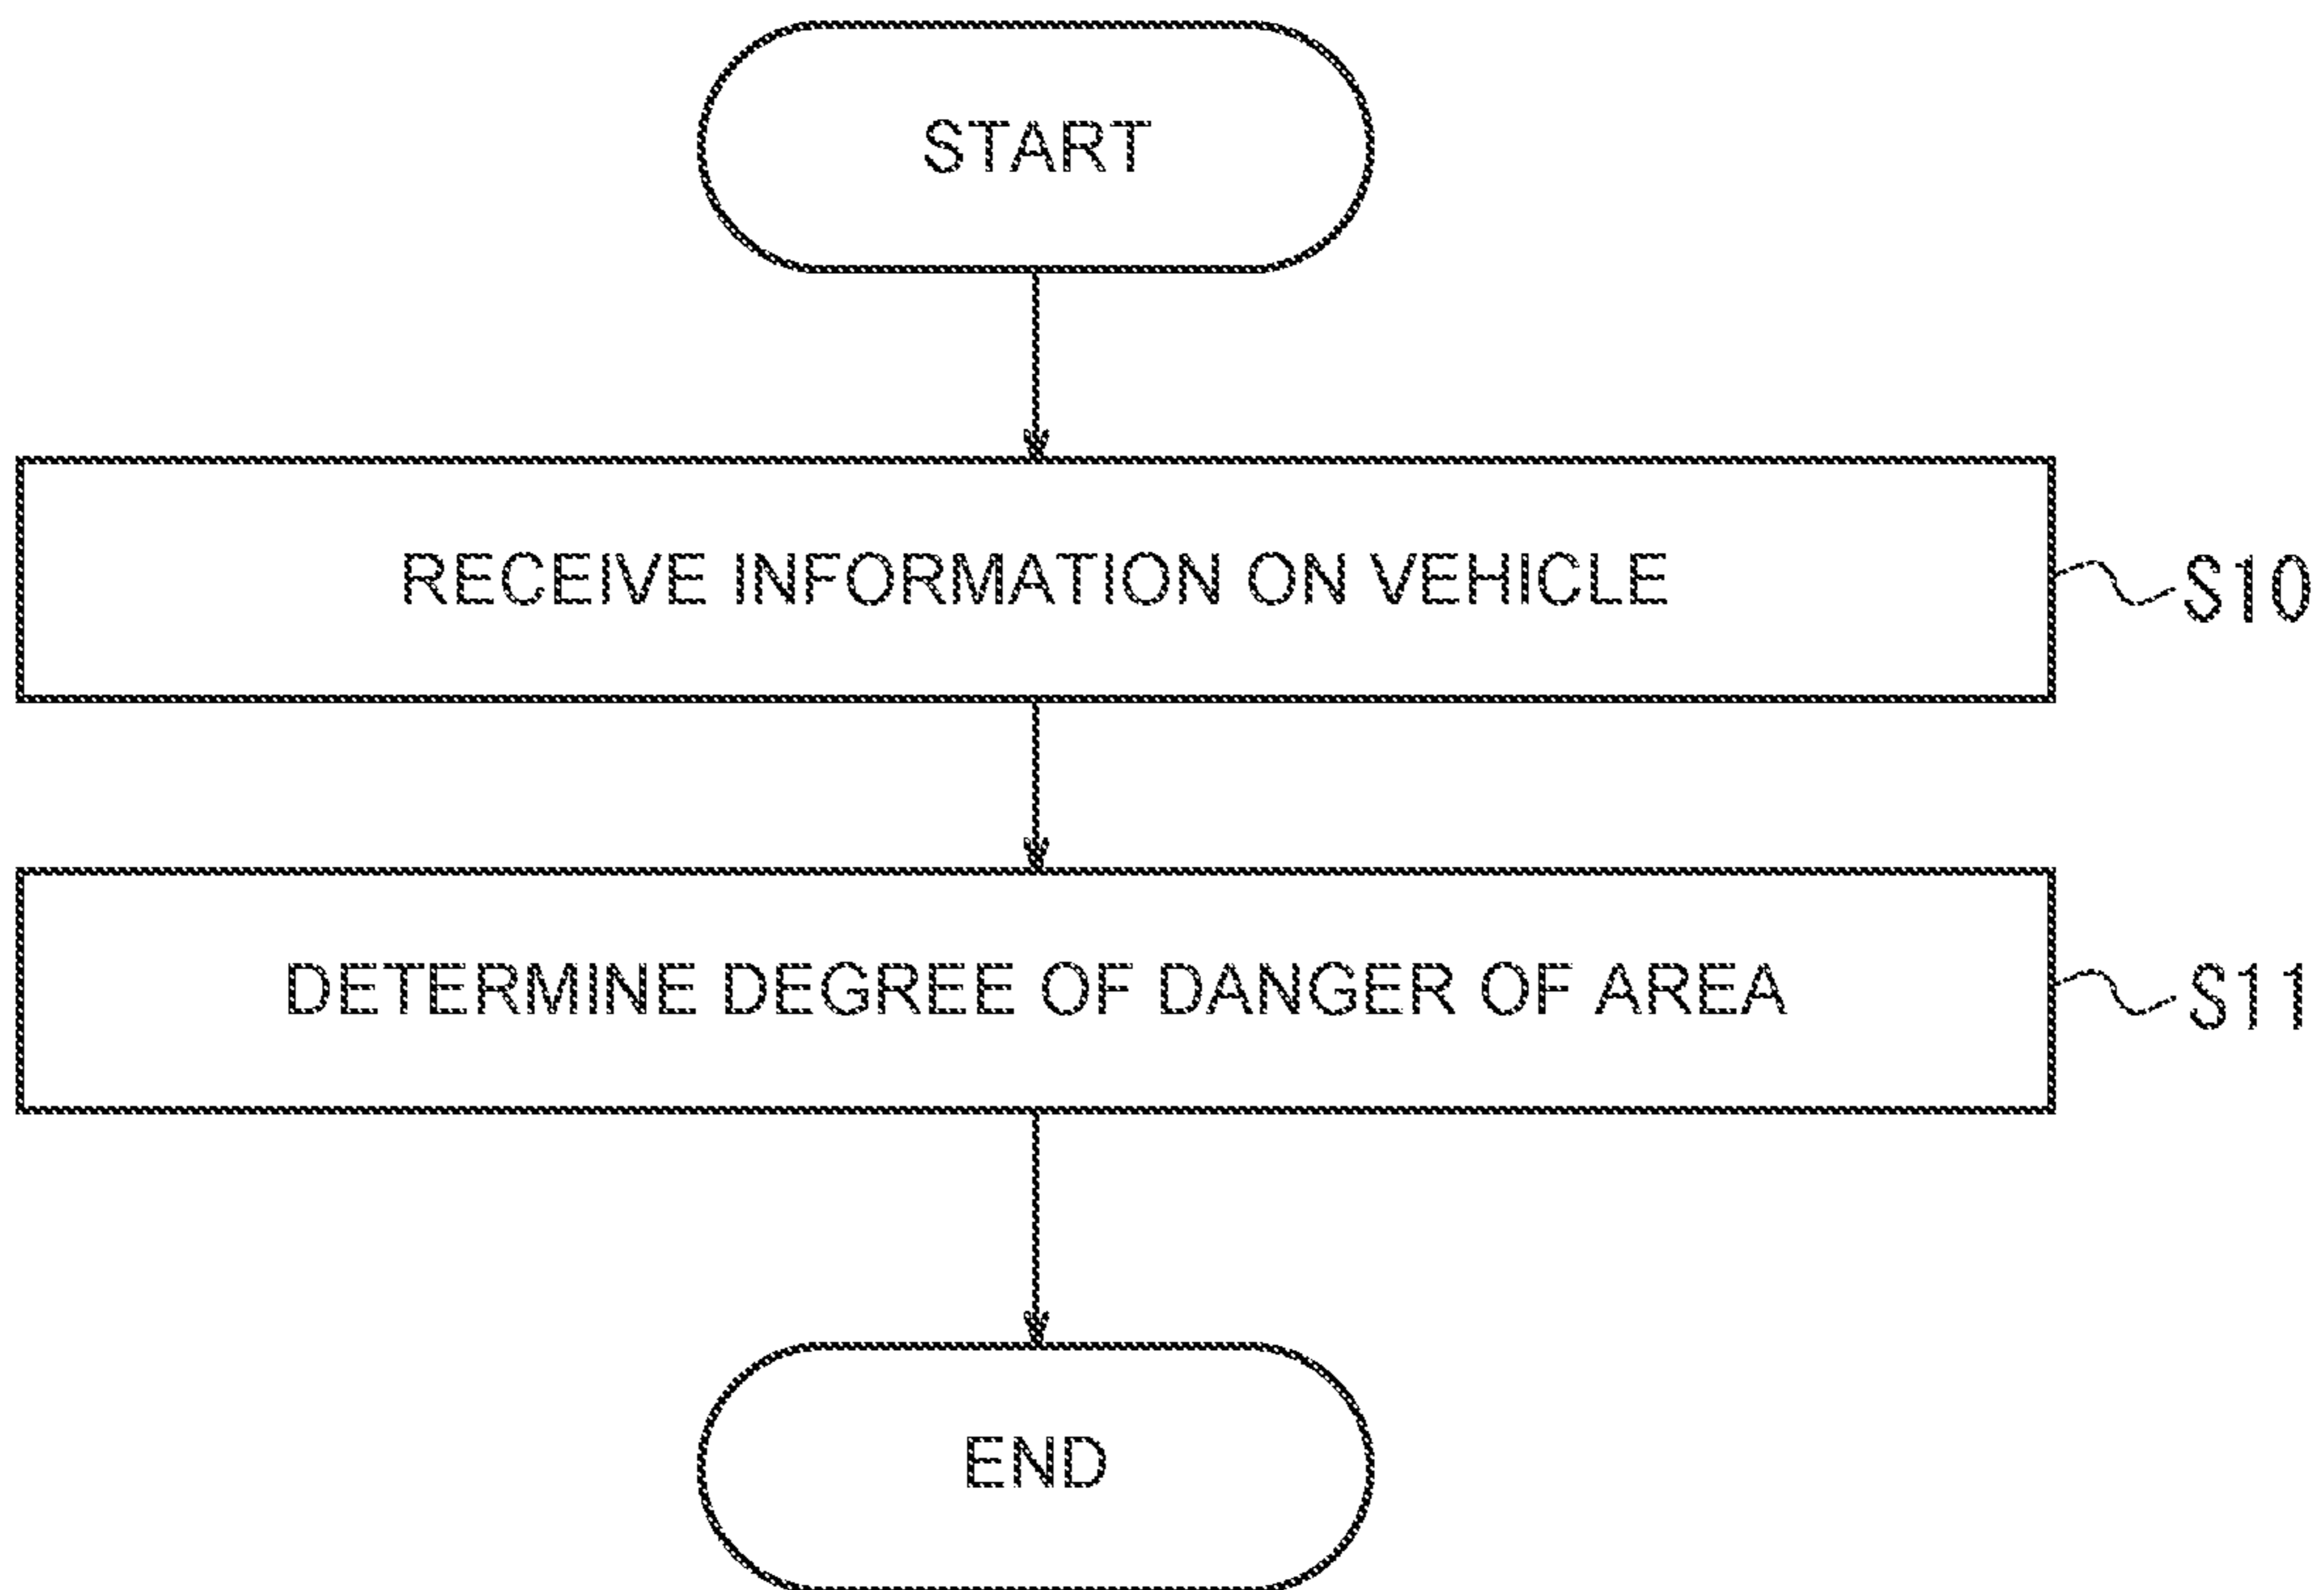 START
RECEIVE INFORMATION ON VEHICLE
S10
DETERMINE DEGREE OF DANGER OF AREA
S11
END